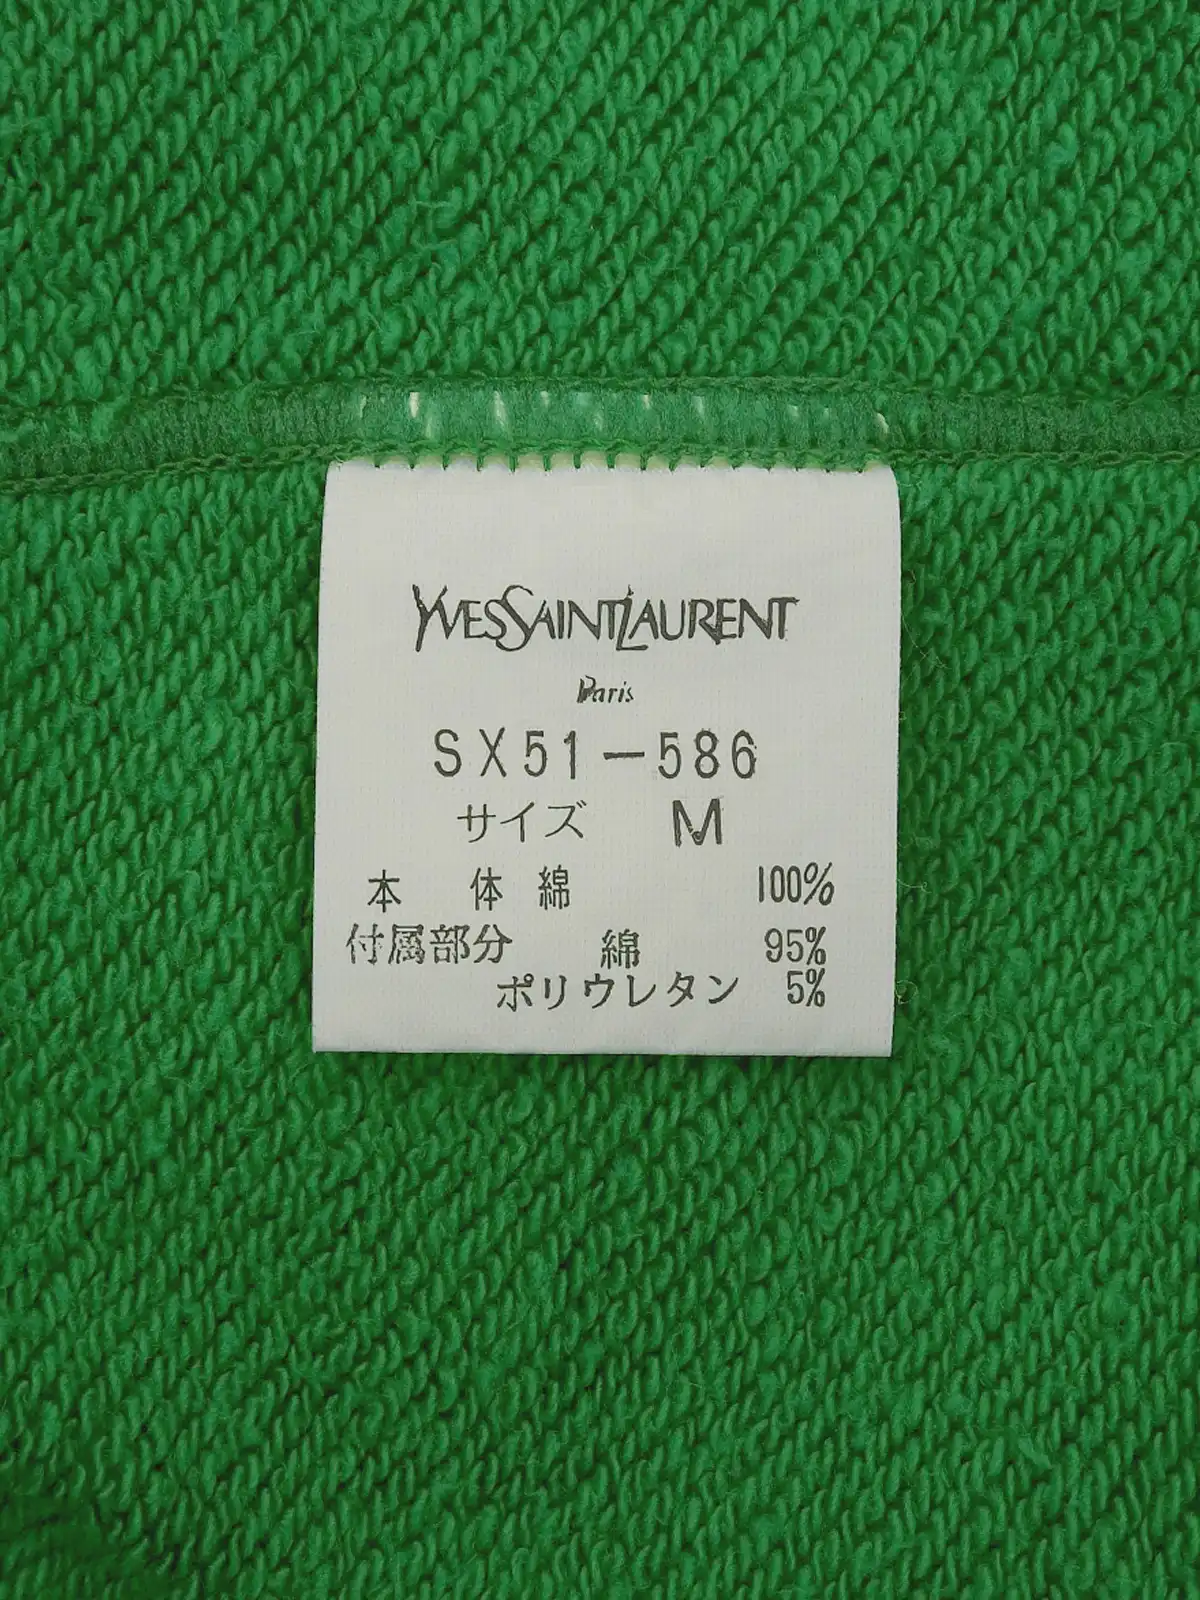 YVESSAINTLAURENT
Paris
SX51-586
サイズ M
本 体 綿 100%
付属部分 綿 95%
ポリウレタン 5%